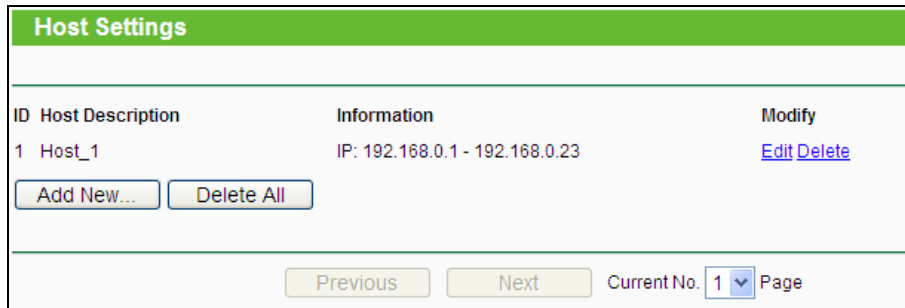 Host Settings
ID Host Description Information Modify
1 Host_1 IP: 192.168.0.1 - 192.168.0.23 Edit Delete
Add New... Delete All
Previous Next Current No. 1 Page